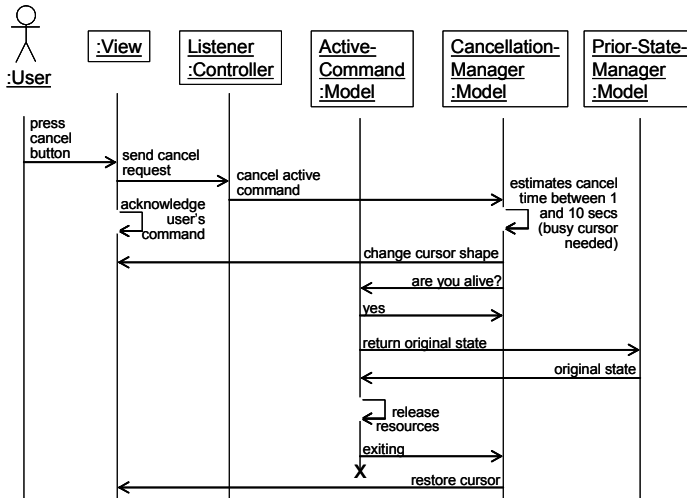 :User
:View
Listener
:Controller
Active-
Command
:Model
Cancellation-
Manager
:Model
Prior-State-
Manager
:Model
press
cancel
button
send cancel
request
cancel active
command
acknowledge
user's
command
estimates cancel
time between 1
and 10 secs
(busy cursor
needed)
change cursor shape
are you alive?
yes
return original state
original state
release
resources
exiting
X
restore cursor